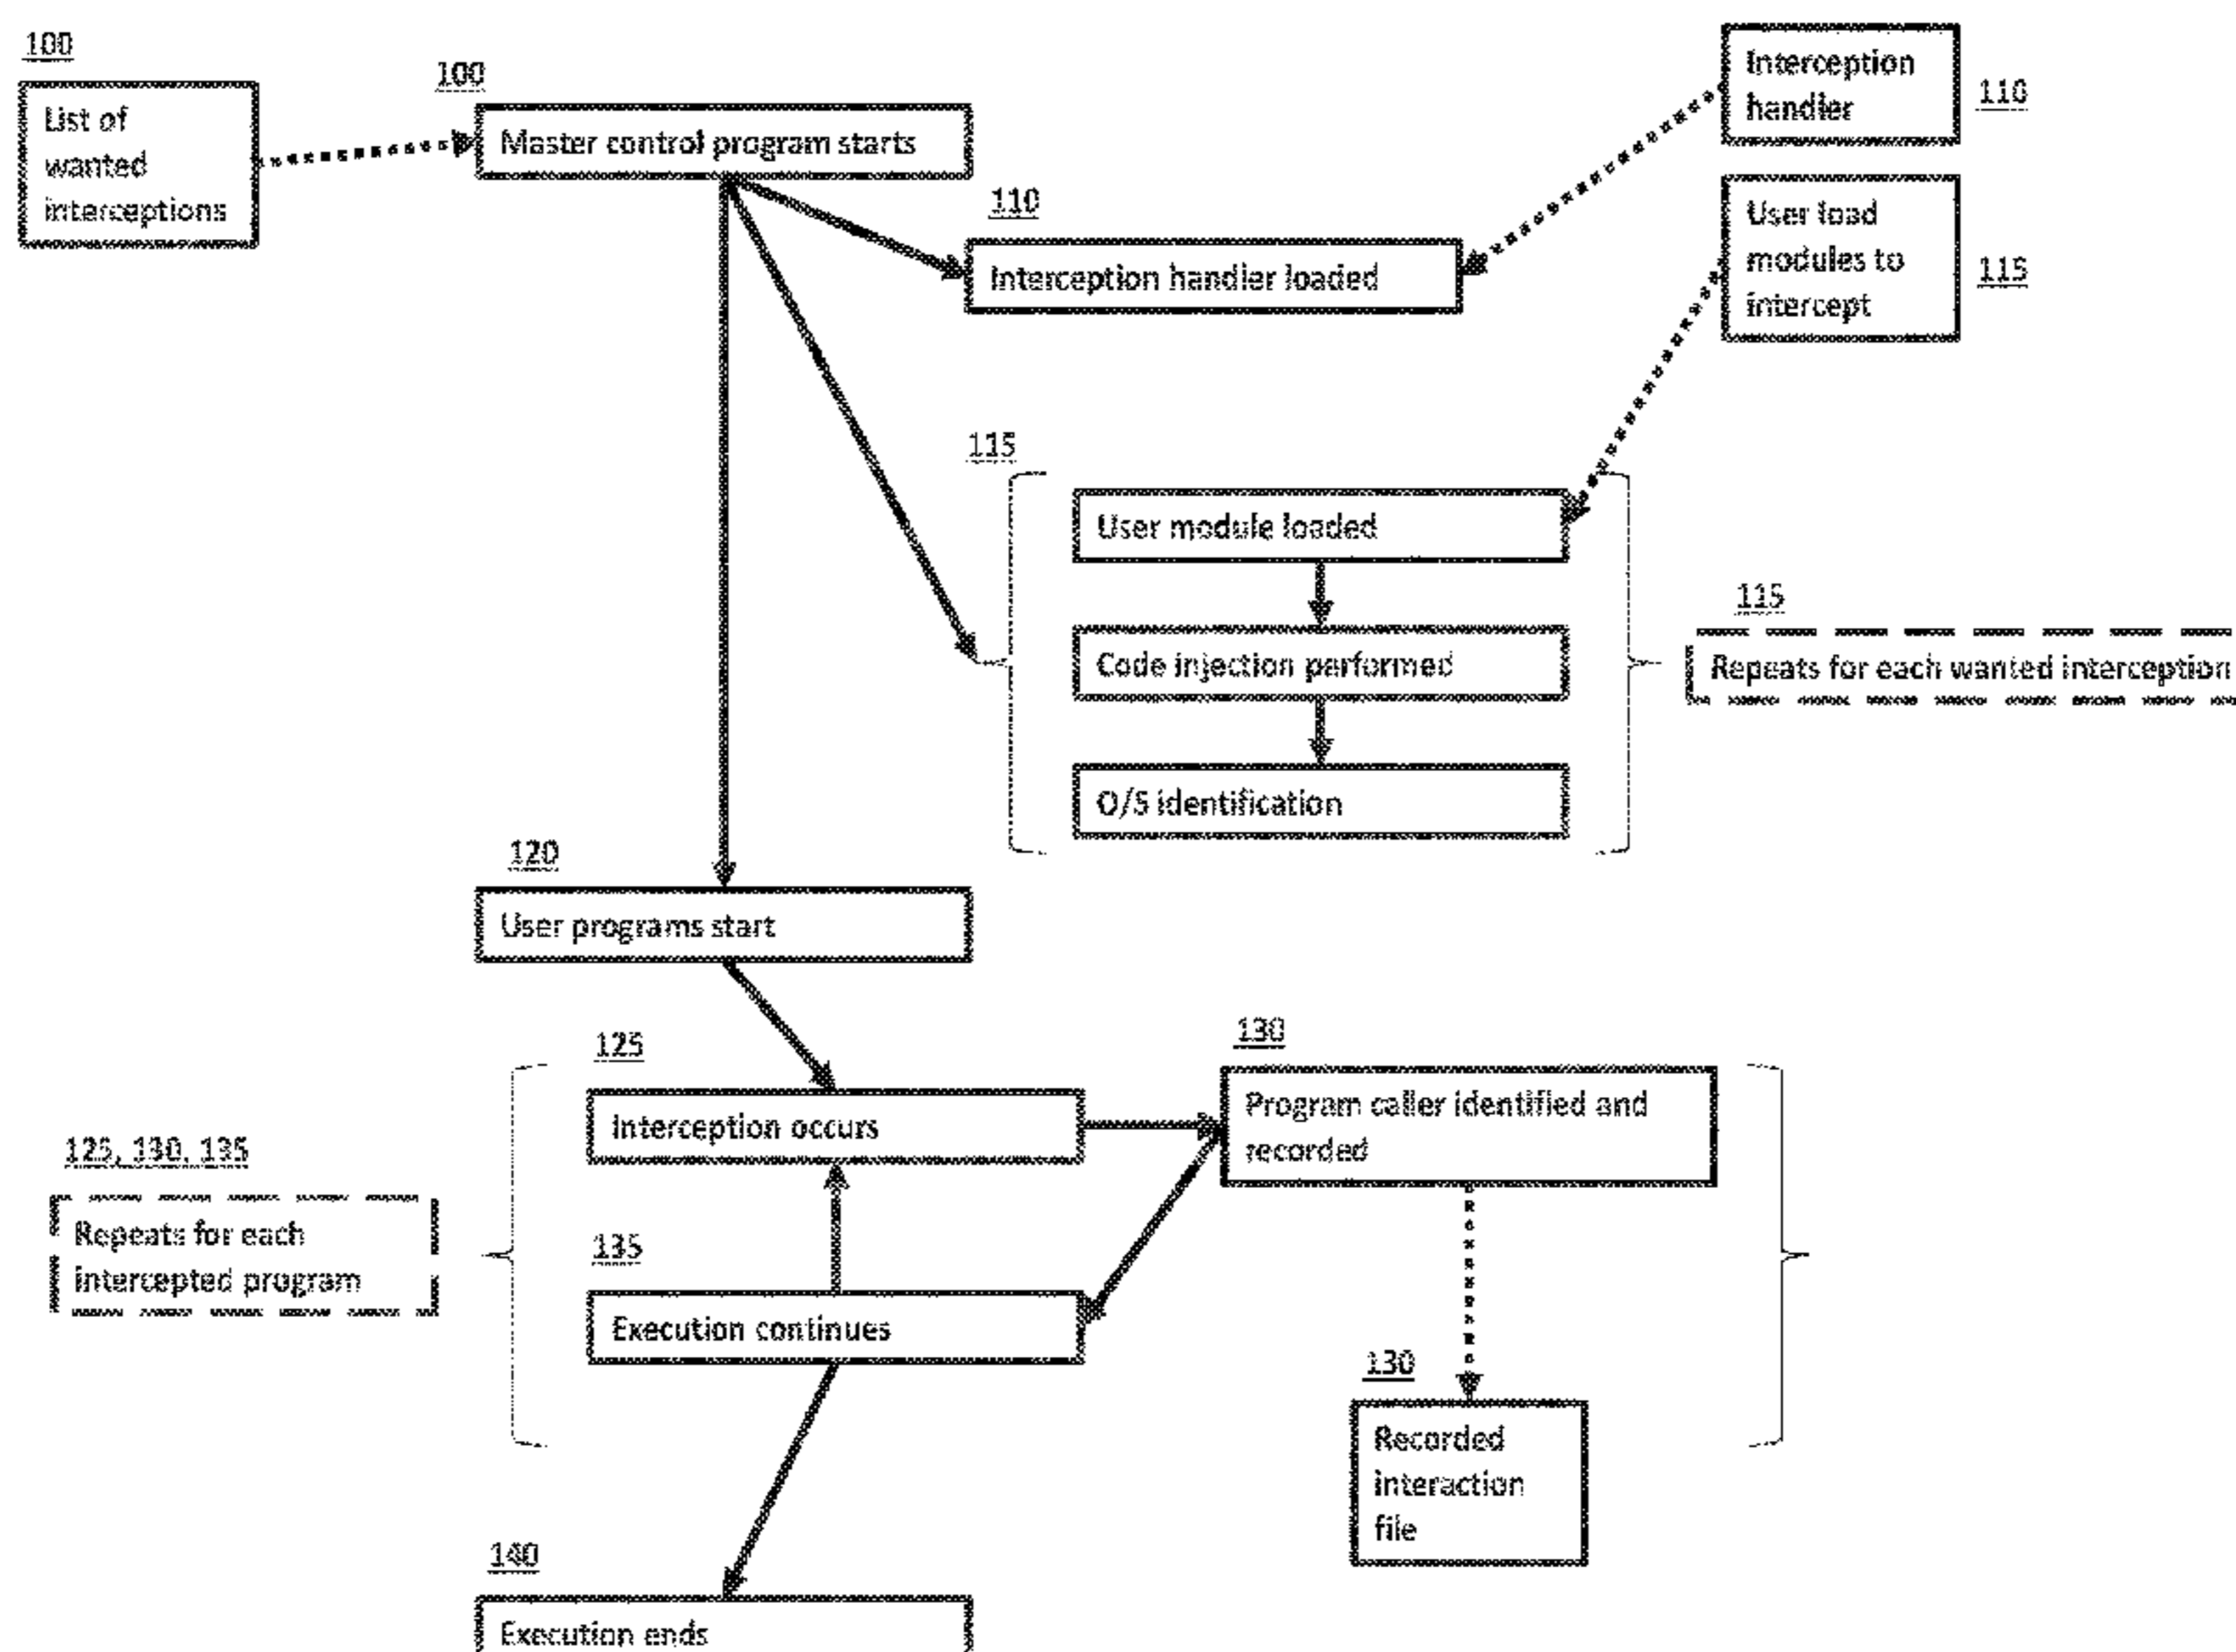 100
List of
wanted
interceptions
100
Master control program starts
Interception
handler
110
110
Interception handler loaded
User load
modules to
intercept
115
115
User module loaded
Code injection performed
O/S identification
115
Repeats for each wanted interception
120
User programs start
125
Interception occurs
130
Program caller identified and
recorded
125, 130, 135
Repeats for each
intercepted program
135
Execution continues
130
Recorded
interaction
file
140
Execution ends